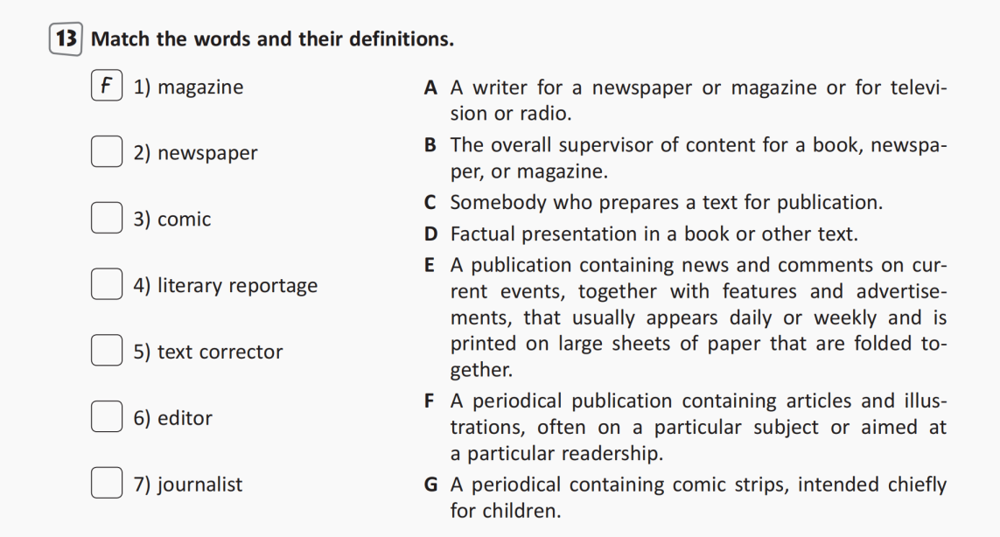 13 Match the words and their definitions.
F 1) magazine
2) newspaper
3) comic
4) literary reportage
5) text corrector
6) editor
7) journalist
A A writer for a newspaper or magazine or for televi-
sion or radio.
B The overall supervisor of content for a book, newspa-
per, or magazine.
C Somebody who prepares a text for publication.
D Factual presentation in a book or other text.
E A publication containing news and comments on cur-
rent events, together with features and advertise-
ments, that usually appears daily or weekly and is
printed on large sheets of paper that are folded to-
gether.
F A periodical publication containing articles and illus-
trations, often on a particular subject or aimed at
a particular readership.
G A periodical containing comic strips, intended chiefly
for children.